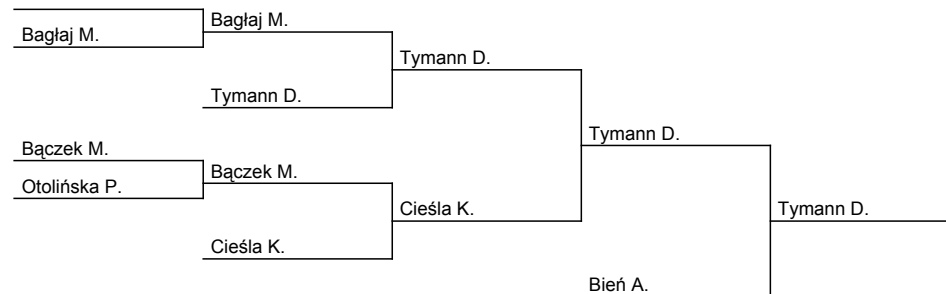 Bagłaj M.
Bagłaj M.
Tymann D.
Tymann D.
Tymann D.
Bączek M.
Bączek M.
Otolińska P.
Cieśla K.
Tymann D.
Cieśla K.
Bień A.